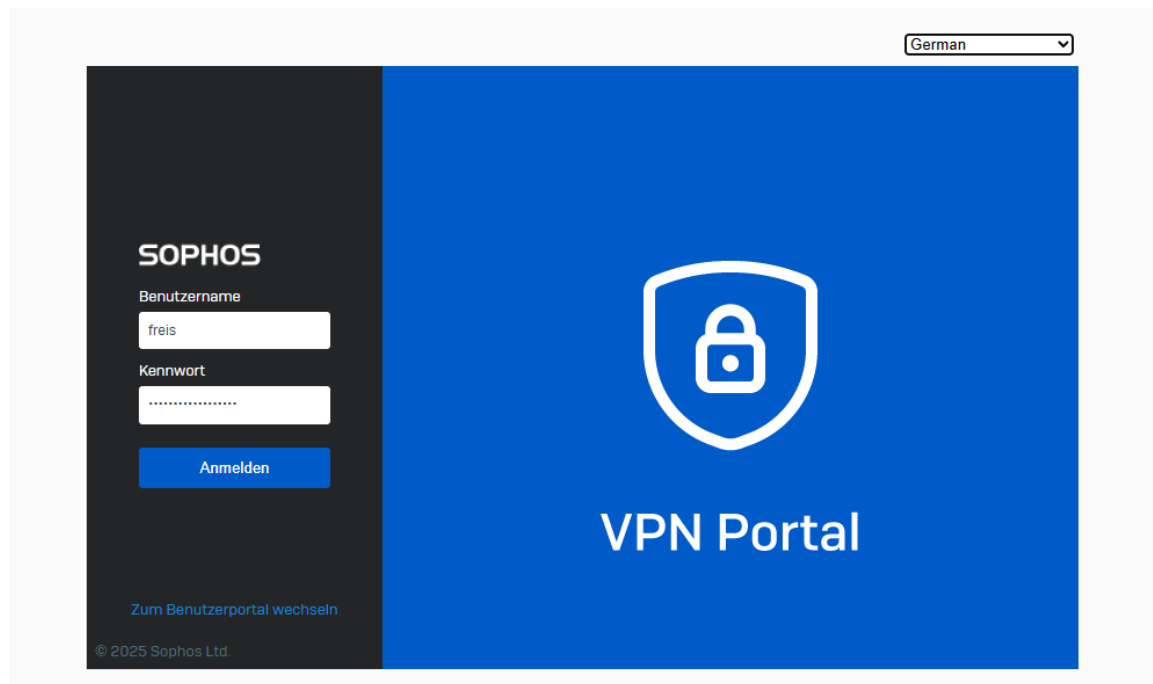 German
SOPHOS
Benutzername
freis
Kennwort
Anmelden
VPN Portal
Zum Benutzerportal wechseln
© 2025 Sophos Ltd.